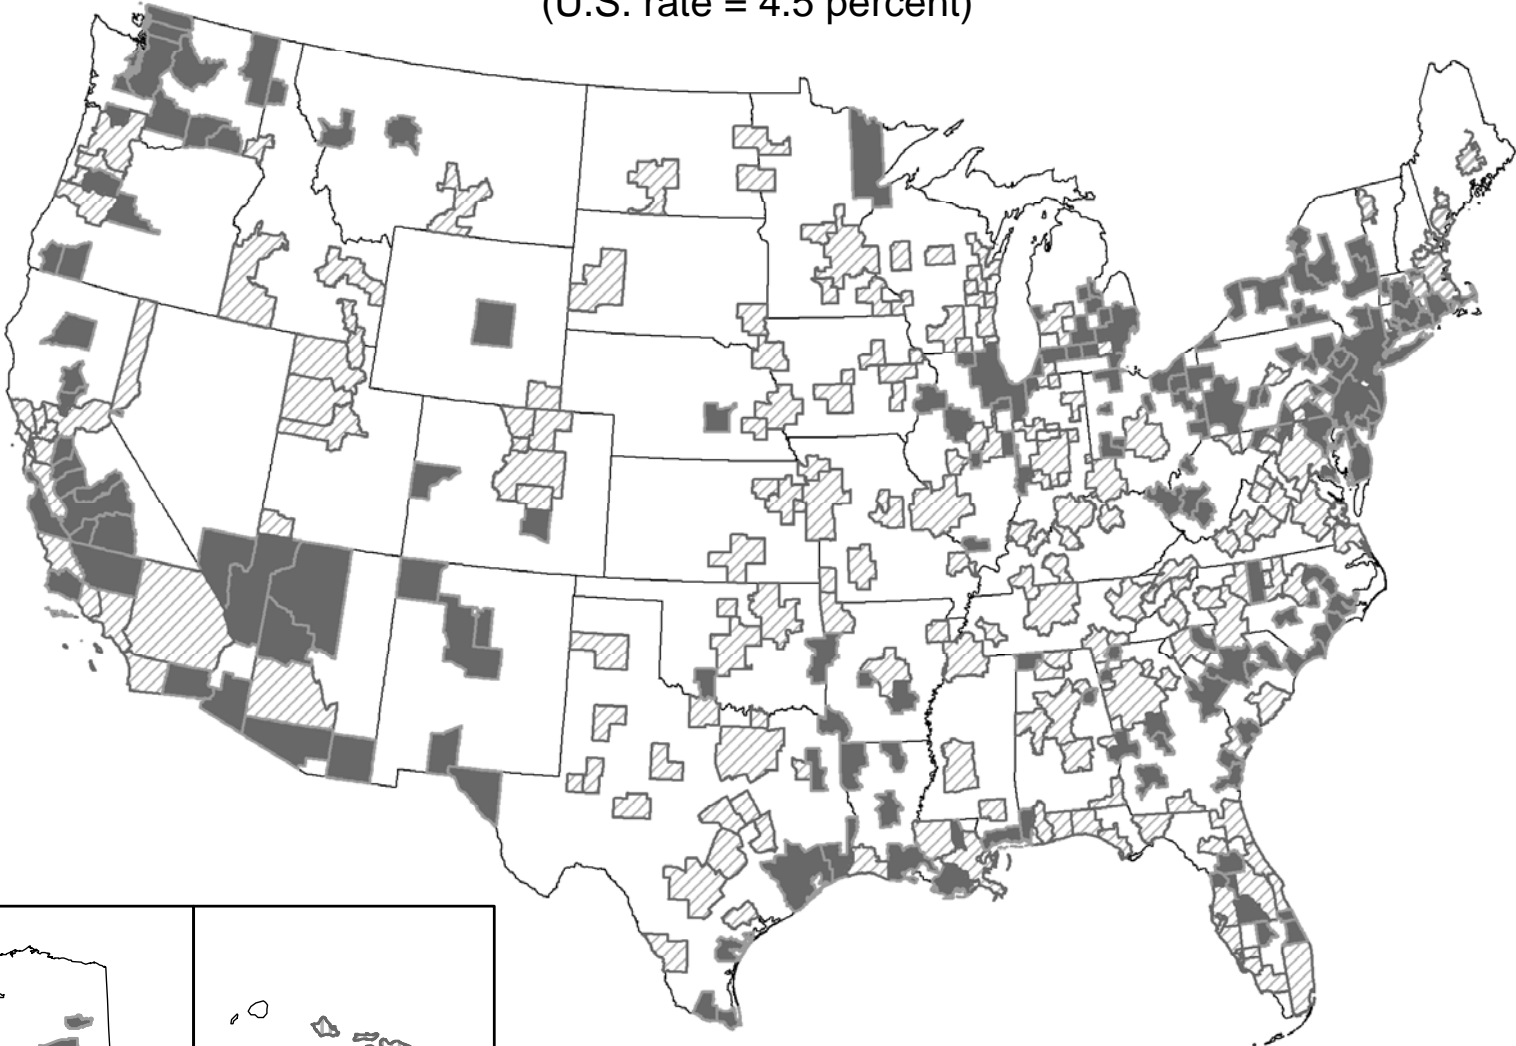 (U.S. rate = 4.5 percent)